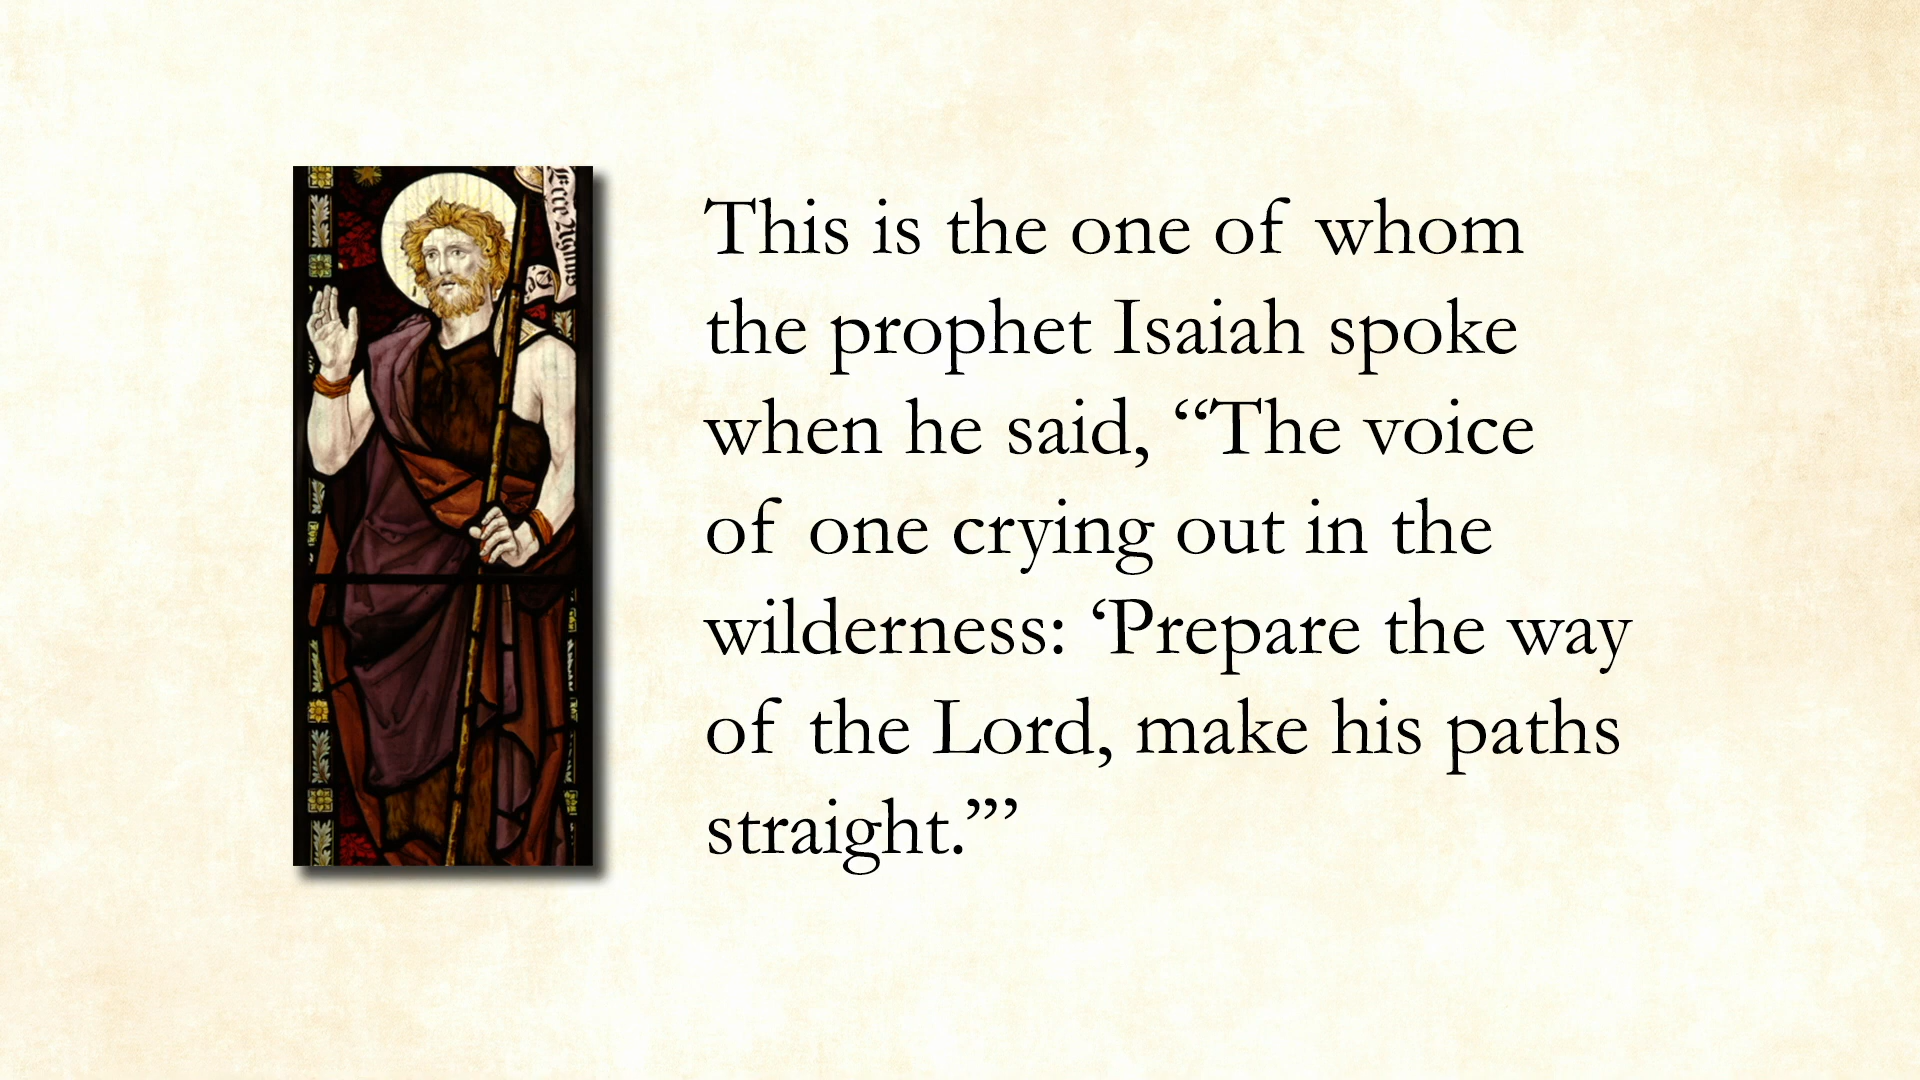 Ecce Agnus
De
This is the one of whom
the prophet Isaiah spoke
when he said, “The voice
of one crying out in the
wilderness: ‘Prepare the way
of the Lord, make his paths
straight.”’